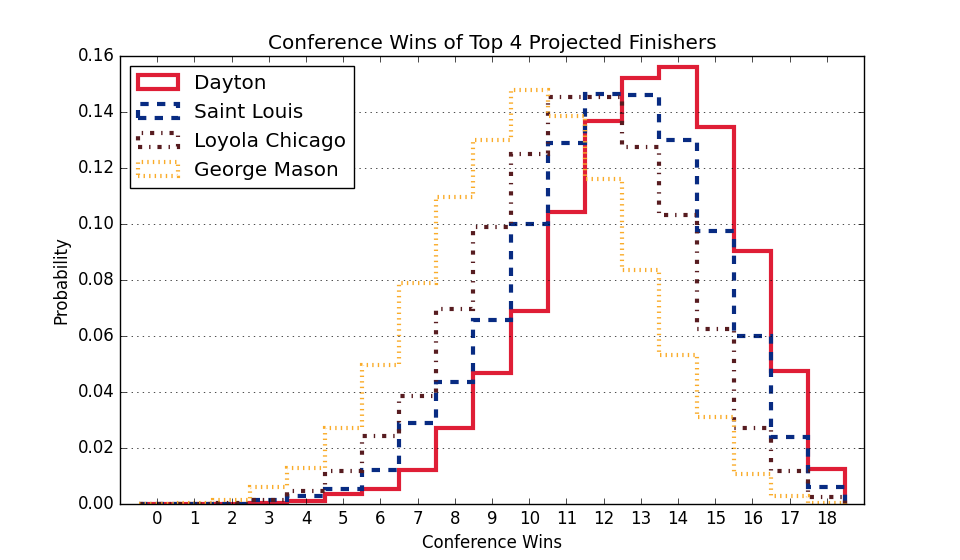 Conference Wins of Top 4 Projected Finishers
0.16
0.14
0.12
0.10
0.08
0.06
0.04
0.02
0.00
Probability
Dayton
Saint Louis
Loyola Chicago
George Mason
0 1 2 3 4 5 6 7 8 9 10 11 12 13 14 15 16 17 18
Conference Wins